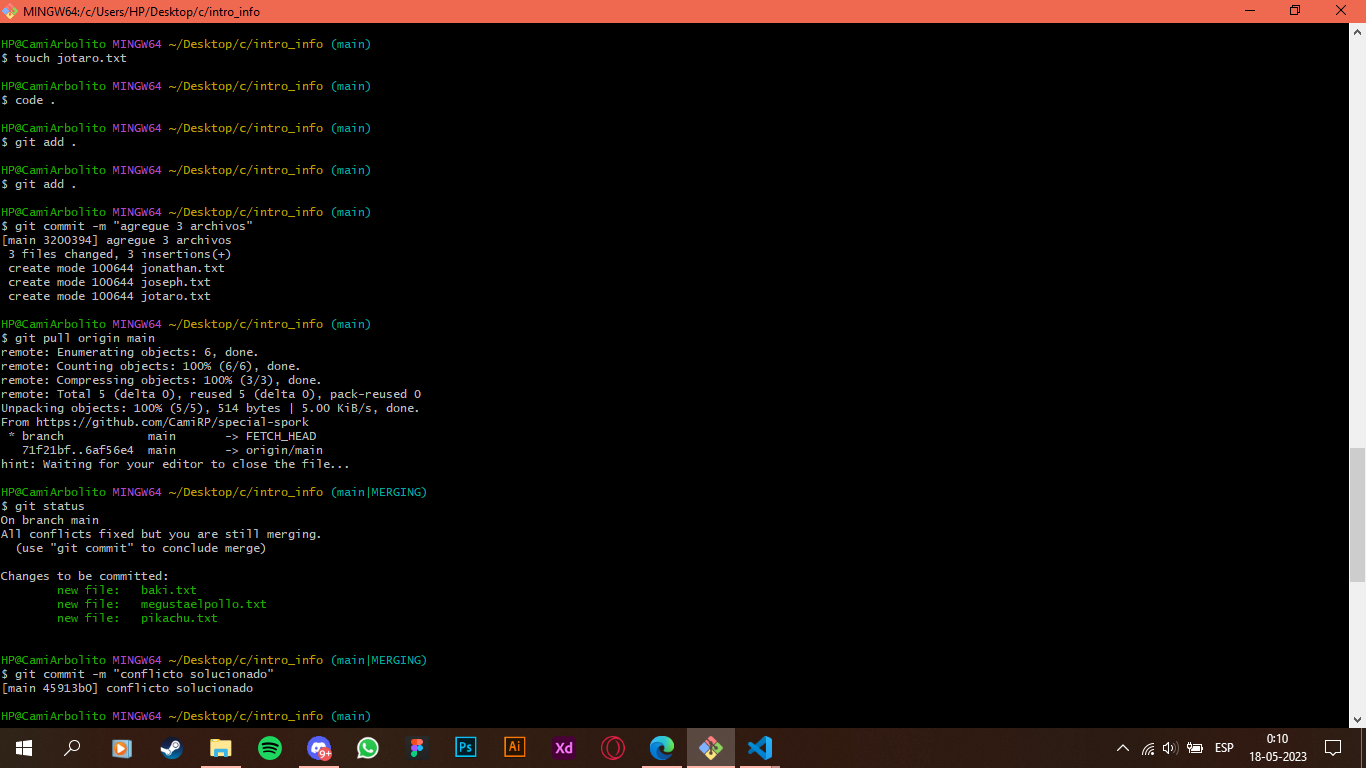 MINGW64:/c/Users/HP/Desktop/c/intro_info
HP@CamiArbolito MINGW64 ~/Desktop/c/intro_info (main)
$ touch jotaro.txt
HP@CamiArbolito MINGW64 ~/Desktop/c/intro_info (main)
$ code .
HP@CamiArbolito MINGW64 ~/Desktop/c/intro_info (main)
$ git add .
HP@CamiArbolito MINGW64 ~/Desktop/c/intro_info (main)
$ git add .
HP@CamiArbolito MINGW64 ~/Desktop/c/intro_info (main)
$ git commit -m "agregue 3 archivos"
[main 3200394] agregue 3 archivos
 3 files changed, 3 insertions(+)
 create mode 100644 jonathan.txt
 create mode 100644 joseph.txt
 create mode 100644 jotaro.txt
HP@CamiArbolito MINGW64 ~/Desktop/c/intro_info (main)
$ git pull origin main
remote: Enumerating objects: 6, done.
remote: Counting objects: 100% (6/6), done.
remote: Compressing objects: 100% (3/3), done.
remote: Total 5 (delta 0), reused 5 (delta 0), pack-reused 0
Unpacking objects: 100% (5/5), 514 bytes | 5.00 KiB/s, done.
From https://github.com/CamiRP/special-spork
 * branch            main       -> FETCH_HEAD
   71f21bf..6af56e4  main       -> origin/main
hint: Waiting for your editor to close the file...
HP@CamiArbolito MINGW64 ~/Desktop/c/intro_info (main|MERGING)
$ git status
On branch main
All conflicts fixed but you are still merging.
  (use "git commit" to conclude merge)
Changes to be committed:
        new file:   baki.txt
        new file:   megustaelpollo.txt
        new file:   pikachu.txt
HP@CamiArbolito MINGW64 ~/Desktop/c/intro_info (main|MERGING)
$ git commit -m "conflicto solucionado"
[main 45913b0] conflicto solucionado
HP@CamiArbolito MINGW64 ~/Desktop/c/intro_info (main)
9+
Ps
Ai
Xd
ESP
0:10
18-05-2023